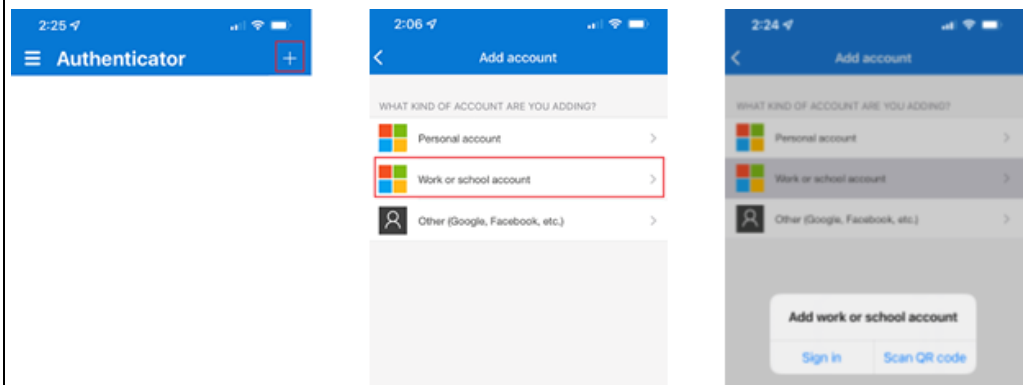 2:25
Authenticator
2:06
Add account
WHAT KIND OF ACCOUNT ARE YOU ADDING?
Personal account
Work or school account
Other (Google, Facebook, etc.)
2:24
Add account
WHAT KIND OF ACCOUNT ARE YOU ADDING?
Personal account
Work or school account
Other (Google, Facebook, etc.)
Add work or school account
Sign in Scan QR code